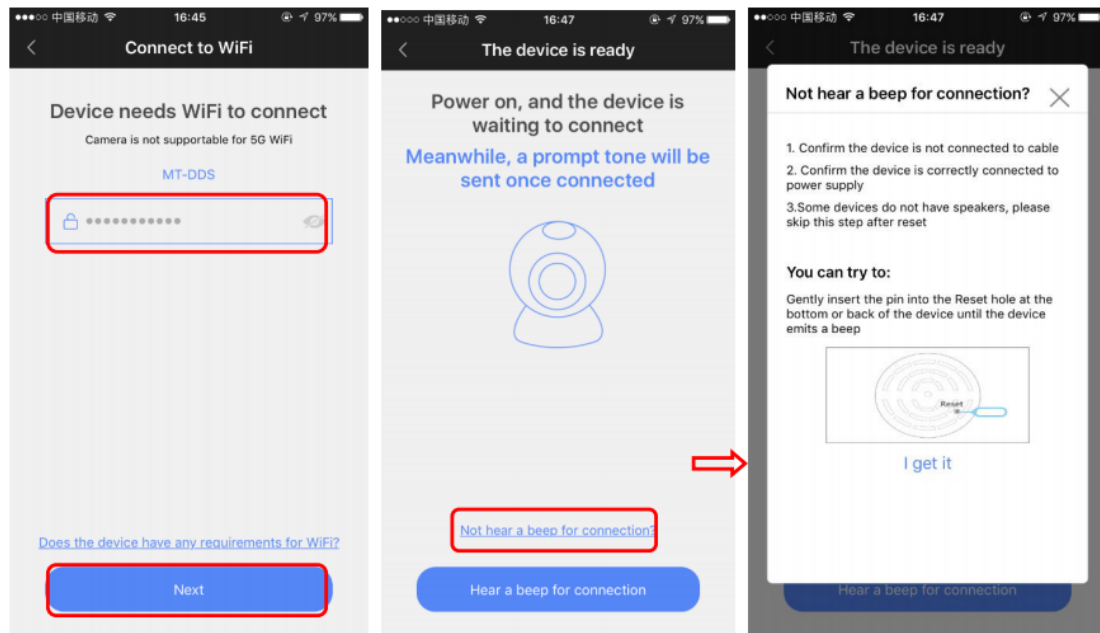 中国移动 16:45 97%
Connect to WiFi
Device needs WiFi to connect
Camera is not supportable for 5G WiFi
MT-DDS
Does the device have any requirements for WiFi?
Next
中国移动 16:47 97%
The device is ready
Power on, and the device is
waiting to connect
Meanwhile, a prompt tone will be
sent once connected
Not hear a beep for connection?
Hear a beep for connection
中国移动 16:47 97%
The device is ready
Not hear a beep for connection?
1. Confirm the device is not connected to cable
2. Confirm the device is correctly connected to
power supply
3.Some devices do not have speakers, please
skip this step after reset
You can try to:
Gently insert the pin into the Reset hole at the
bottom or back of the device until the device
emits a beep
Reset
I get it
Hear a beep for connection